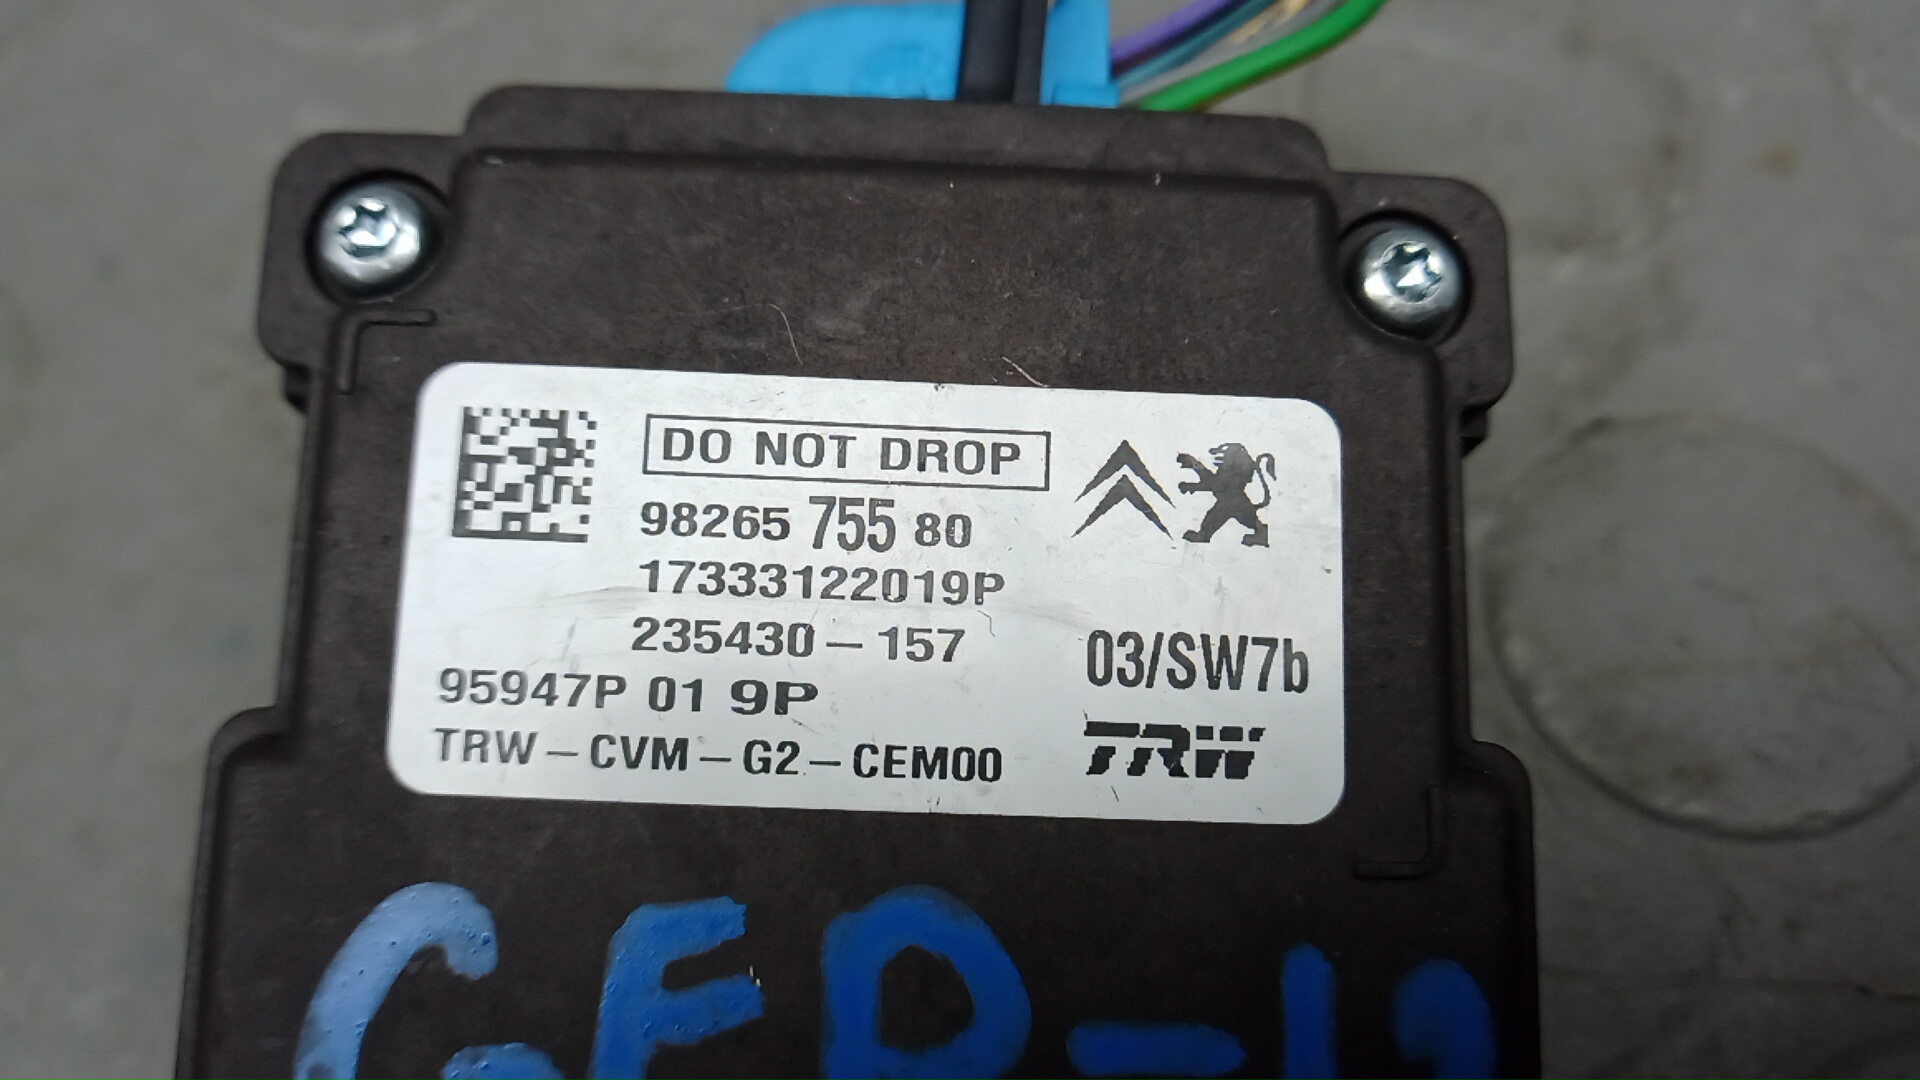 DO NOT DROP
98265 755 80
17333122019P
235430-157
03/SW7b
95947P 01 9P
TRW-CVM-G2-CEM00
TRW